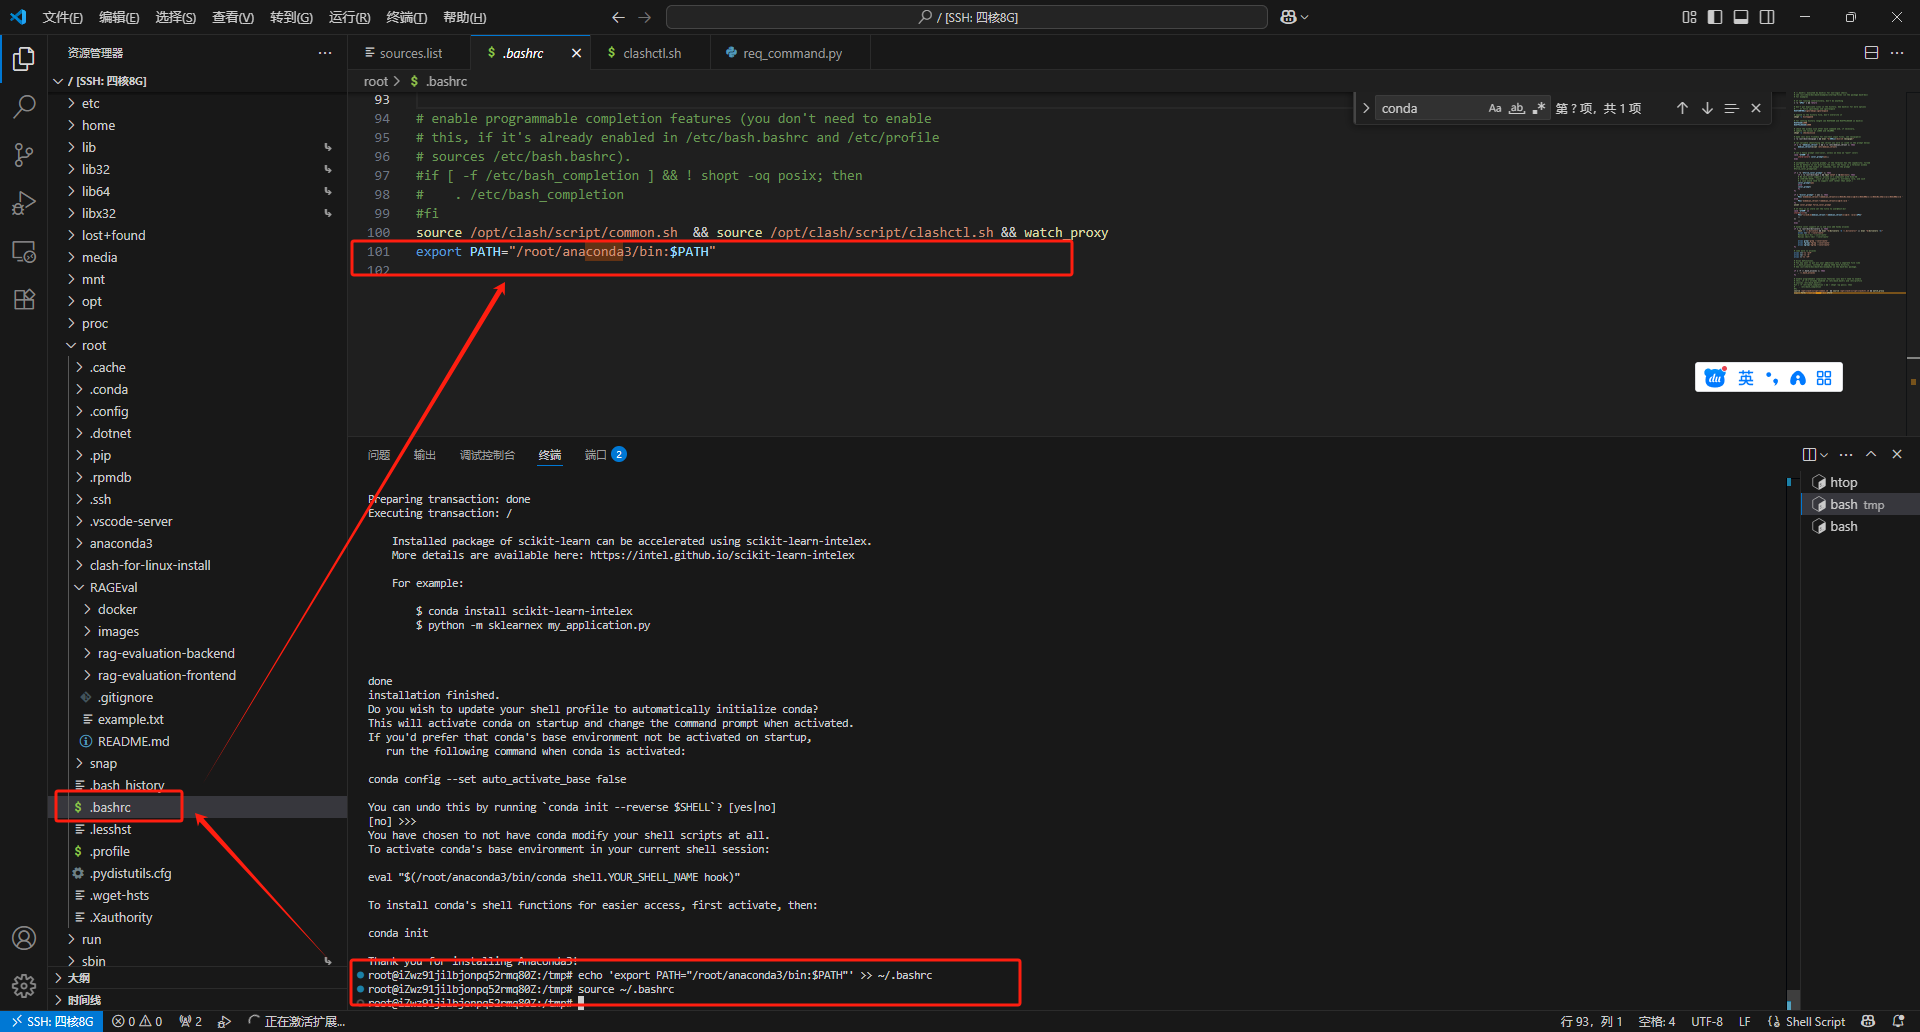 文件(F) 编辑(E) 选择(S) 查看(V) 转到(G) 运行(R) 终端(T) 帮助(H)
/ [SSH: 四核8G]
资源管理器
/ [SSH: 四核8G]
etc
home
lib
lib32
lib64
libx32
lost+found
media
mnt
opt
proc
root
.cache
.conda
.config
.dotnet
.pip
.rpmdb
.ssh
.vscode-server
anaconda3
clash-for-linux-install
RAGEval
docker
images
rag-evaluation-backend
rag-evaluation-frontend
.gitignore
example.txt
README.md
snap
.bash_history
$ .bashrc
.lesshst
$ .profile
.pydistutils.cfg
.wget-hsts
.Xauthority
run
sbin
大纲
时间线
sources.list
$ .bashrc
$ clashctl.sh
req_command.py
root > $ .bashrc
conda Aa ab .* 第 ? 项，共 1 项
93
94 # enable programmable completion features (you don't need to enable
95 # this, if it's already enabled in /etc/bash.bashrc and /etc/profile
96 # sources /etc/bash.bashrc).
97 #if [ -f /etc/bash_completion ] && ! shopt -oq posix; then
98 #    . /etc/bash_completion
99 #fi
100 source /opt/clash/script/common.sh  && source /opt/clash/script/clashctl.sh && watch_proxy
101 export PATH="/root/anaconda3/bin:$PATH"
102
du 英
问题 输出 调试控制台 终端 端口 2
htop
bash tmp
bash
Preparing transaction: done
Executing transaction: /
Installed package of scikit-learn can be accelerated using scikit-learn-intelex.
More details are available here: https://intel.github.io/scikit-learn-intelex
For example:
$ conda install scikit-learn-intelex
$ python -m sklearnex my_application.py
done
installation finished.
Do you wish to update your shell profile to automatically initialize conda?
This will activate conda on startup and change the command prompt when activated.
If you'd prefer that conda's base environment not be activated on startup,
run the following command when conda is activated:
conda config --set auto_activate_base false
You can undo this by running `conda init --reverse $SHELL`? [yes|no]
[no] >>>
You have chosen to not have conda modify your shell scripts at all.
To activate conda's base environment in your current shell session:
eval "$(/root/anaconda3/bin/conda shell.YOUR_SHELL_NAME hook)"
To install conda's shell functions for easier access, first activate, then:
conda init
Thank you for installing Anaconda3!
root@iZwz91jilbjonpq52rmq80Z:/tmp# echo 'export PATH="/root/anaconda3/bin:$PATH"' >> ~/.bashrc
root@iZwz91jilbjonpq52rmq80Z:/tmp# source ~/.bashrc
root@iZwz91jilbjonpq52rmq80Z:/tmp#
SSH: 四核8G 0 0 2 正在激活扩展...
行 93，列 1 空格: 4 UTF-8 LF Shell Script